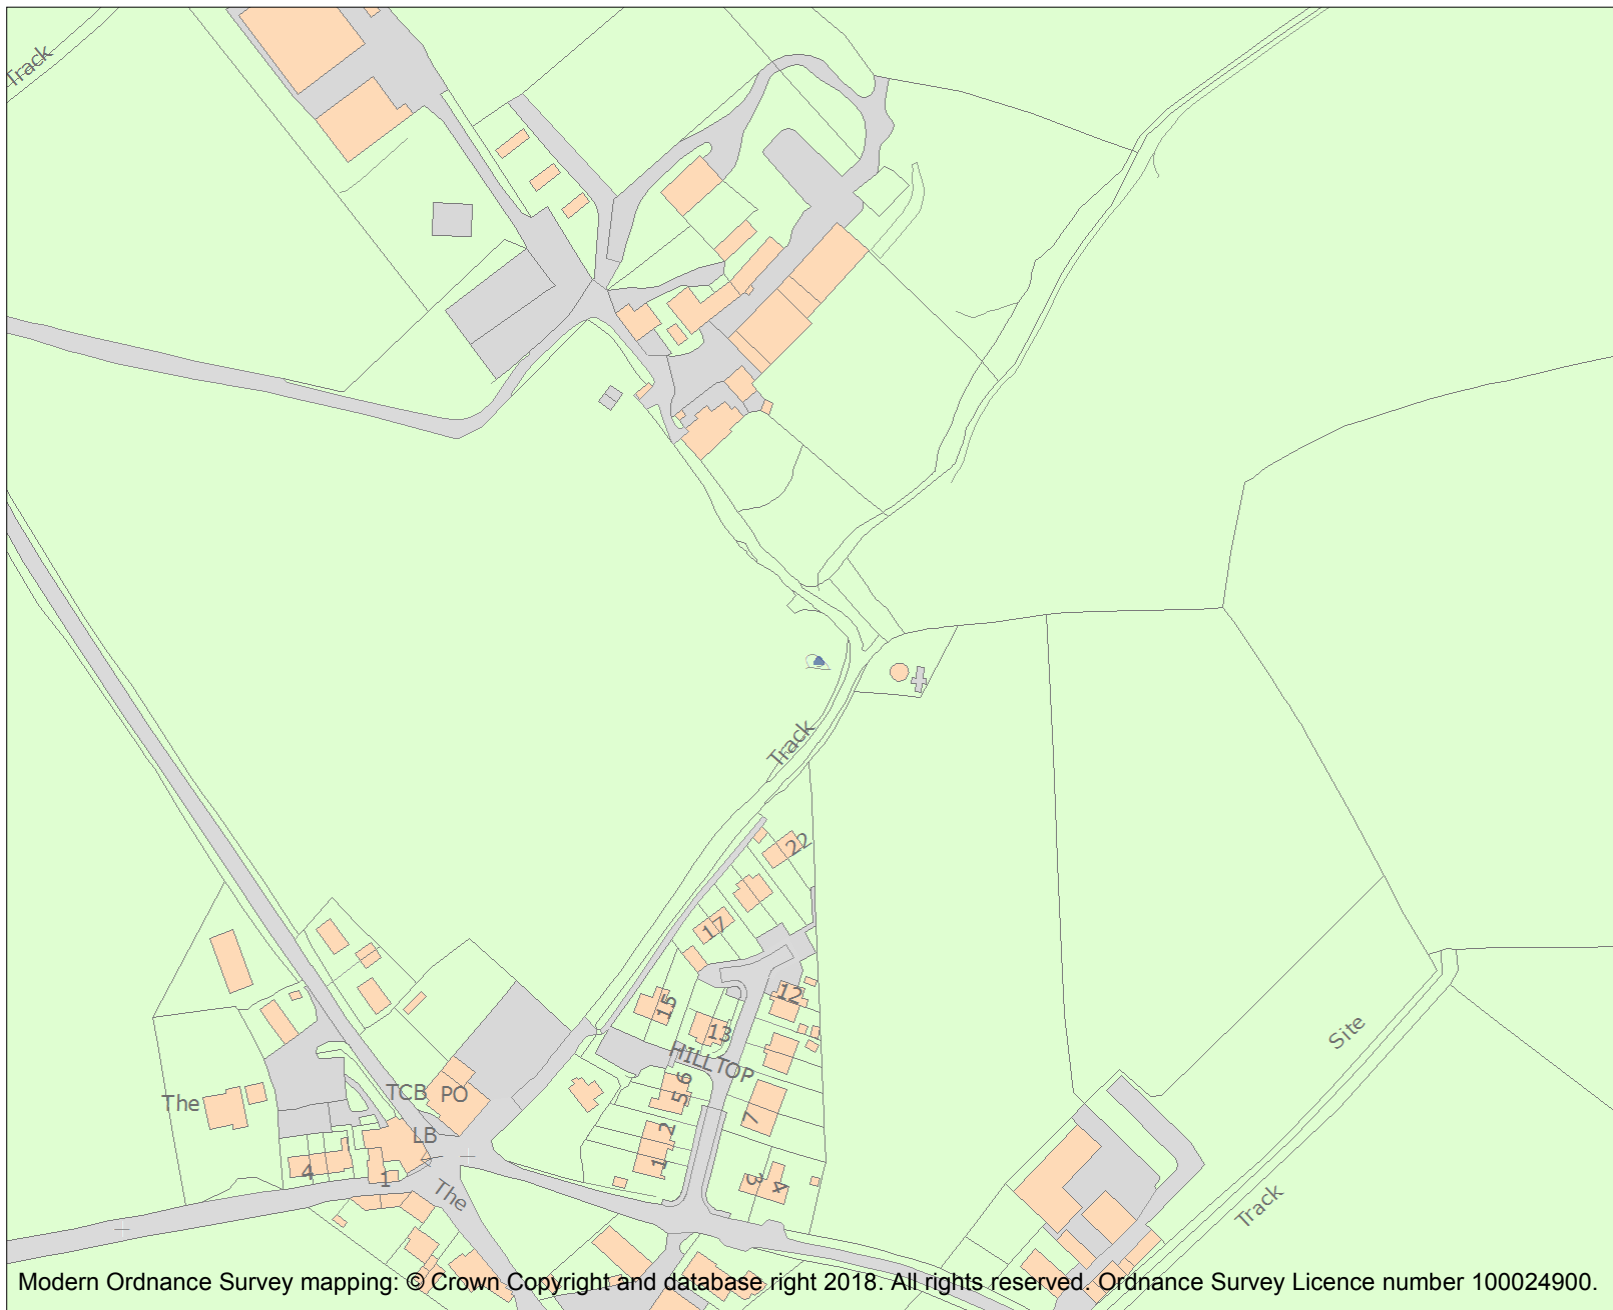 Track
Track
22
17
15
13
12
HILLTOP
Site
TCB
PO
5 6
The
LB
7
2
1
4
1
3
4
The
Track
Modern Ordnance Survey mapping: © Crown Copyright and database right 2018. All rights reserved. Ordnance Survey Licence number 100024900.